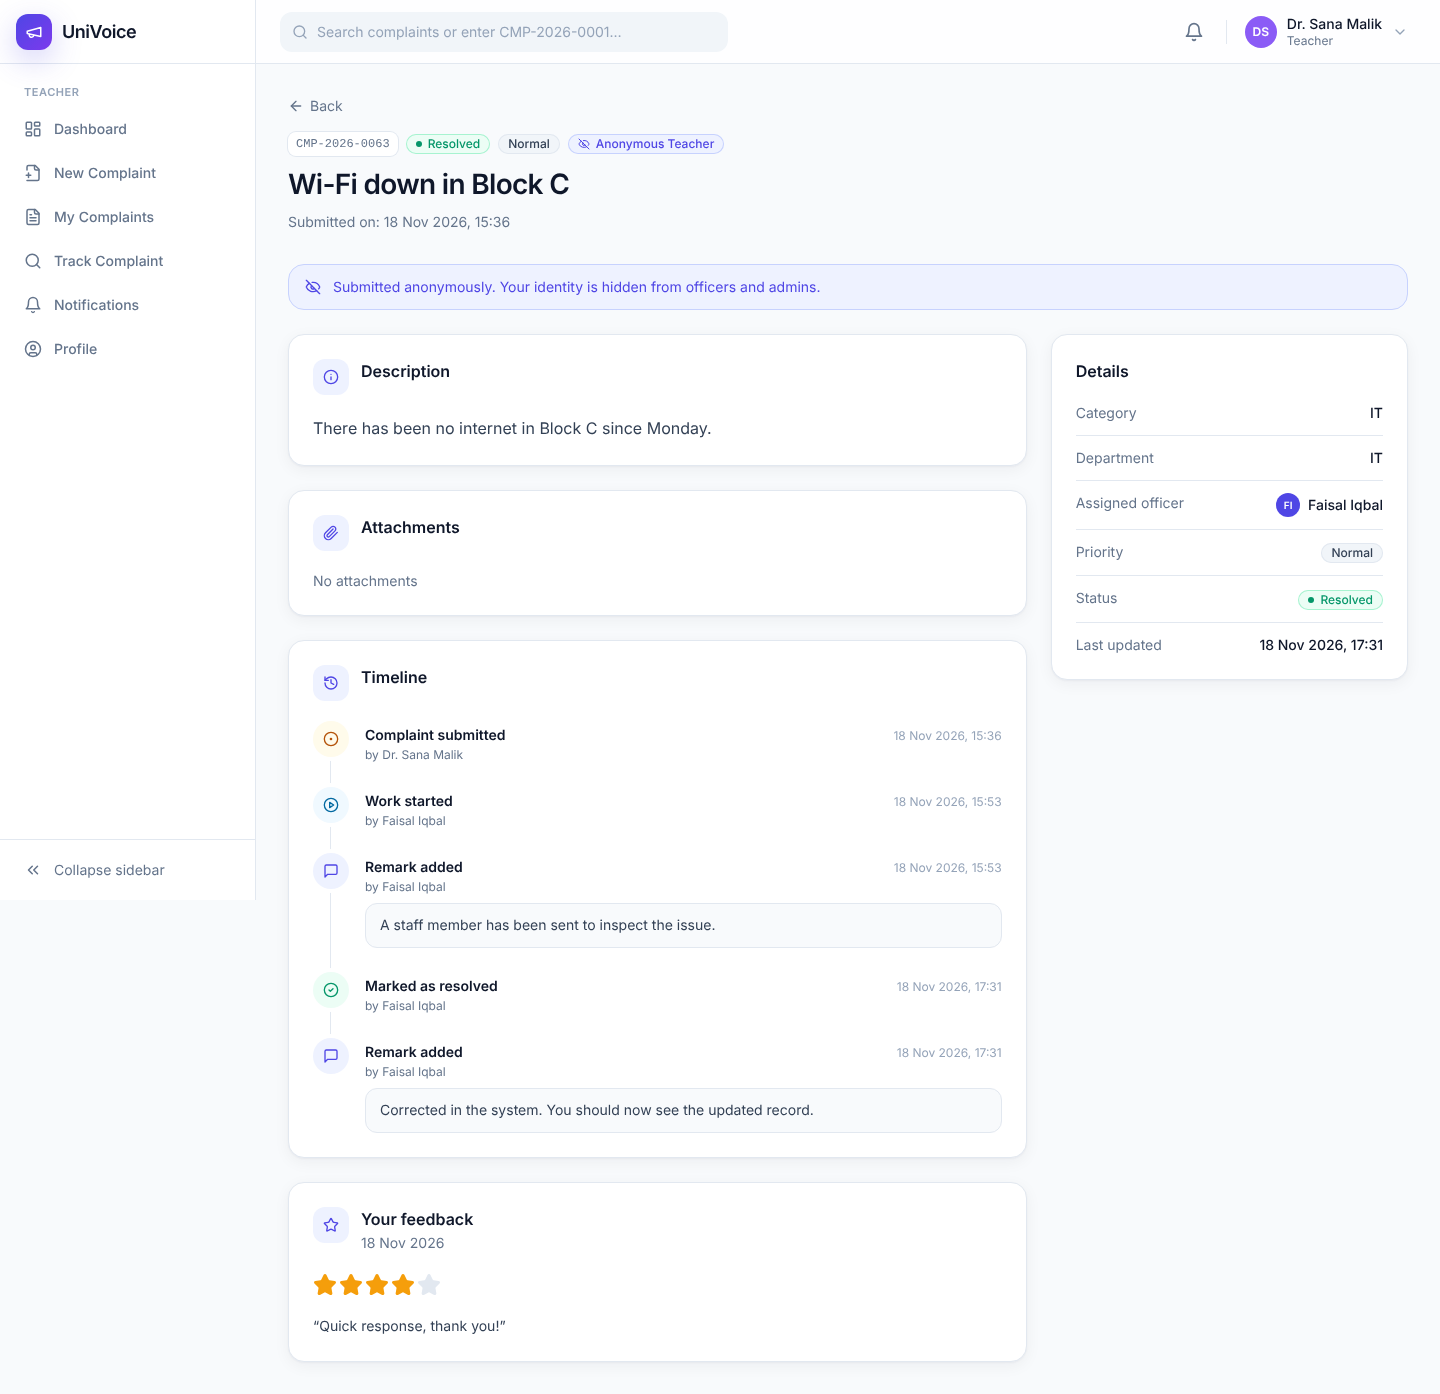 UniVoice
Search complaints or enter CMP-2026-0001...
DS
Dr. Sana Malik
Teacher
TEACHER
Dashboard
New Complaint
My Complaints
Track Complaint
Notifications
Profile
Collapse sidebar
Back
CMP-2026-0063
Resolved
Normal
Anonymous Teacher
Wi-Fi down in Block C
Submitted on: 18 Nov 2026, 15:36
Submitted anonymously. Your identity is hidden from officers and admins.
Description
There has been no internet in Block C since Monday.
Attachments
No attachments
Timeline
Complaint submitted
18 Nov 2026, 15:36
by Dr. Sana Malik
Work started
18 Nov 2026, 15:53
by Faisal Iqbal
Remark added
18 Nov 2026, 15:53
by Faisal Iqbal
A staff member has been sent to inspect the issue.
Marked as resolved
18 Nov 2026, 17:31
by Faisal Iqbal
Remark added
18 Nov 2026, 17:31
by Faisal Iqbal
Corrected in the system. You should now see the updated record.
Your feedback
18 Nov 2026
“Quick response, thank you!”
Details
Category
IT
Department
IT
Assigned officer
FI
Faisal Iqbal
Priority
Normal
Status
Resolved
Last updated
18 Nov 2026, 17:31